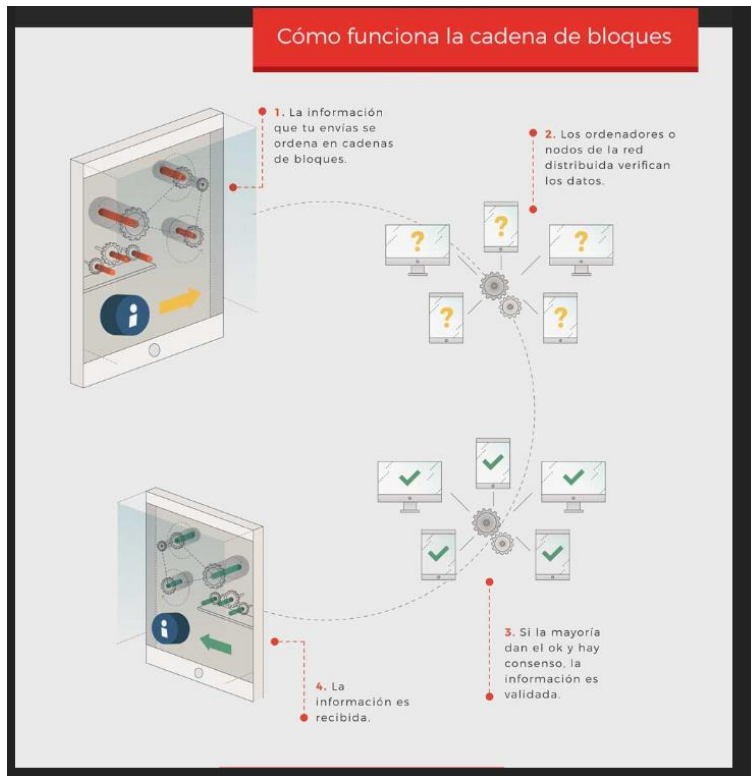 Cómo funciona la cadena de bloques
1. La información
que tu envías se
ordena en cadenas
de bloques.
2. Los ordenadores o
nodos de la red
distribuida verifican
los datos.
? ? ?
? ?
3. Si la mayoría
dan el ok y hay
consenso, la
información es
validada.
4. La
información es
recibida.